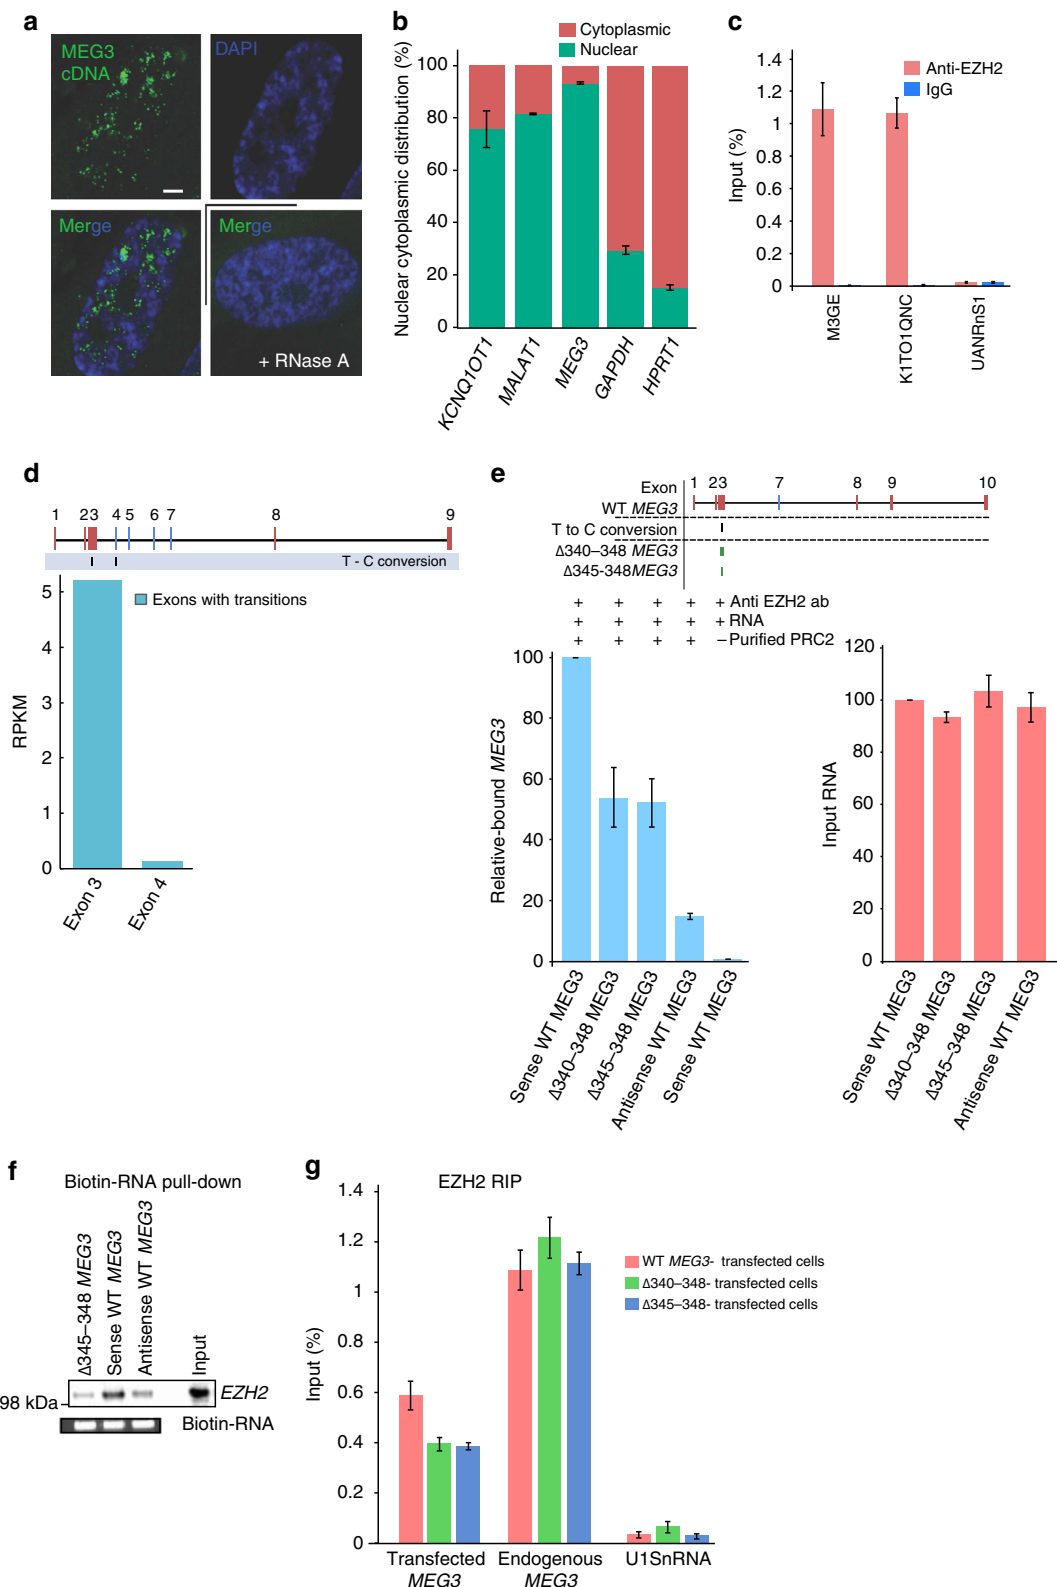 a
MEG3
cDNA
DAPI
Merge
Merge
+ RNase A
b
Cytoplasmic
Nuclear
Nuclear cytoplasmic distribution (%)
100
80
60
40
20
0
KCNQ1OT1
MALAT1
MEG3
GAPDH
HPRT1
c
Anti-EZH2
IgG
Input (%)
1.4
1.2
1
0.8
0.6
0.4
0.2
0
M3GE
K1TO1QNC
UANRnS1
d
1 23 4 5 6 7 8 9
T - C conversion
Exons with transitions
RPKM
5
4
3
2
1
0
Exon 3
Exon 4
e
Exon 1 23 7 8 9 10
WT MEG3
T to C conversion
Δ340–348 MEG3
Δ345-348MEG3
+ + + + + Anti EZH2 ab
+ + + + + RNA
+ + + + – Purified PRC2
Relative-bound MEG3
100
80
60
40
20
0
Sense WT MEG3
Δ340–348 MEG3
Δ345–348 MEG3
Antisense WT MEG3
Sense WT MEG3
Input RNA
120
100
80
60
40
20
0
Sense WT MEG3
Δ340–348 MEG3
Δ345–348 MEG3
Antisense WT MEG3
f
Biotin-RNA pull-down
Δ345–348 MEG3
Sense WT MEG3
Antisense WT MEG3
Input
98 kDa
EZH2
Biotin-RNA
g
EZH2 RIP
Input (%)
1.4
1.2
1
0.8
0.6
0.4
0.2
0
WT MEG3- transfected cells
Δ340–348- transfected cells
Δ345–348- transfected cells
Transfected
MEG3
Endogenous
MEG3
U1SnRNA